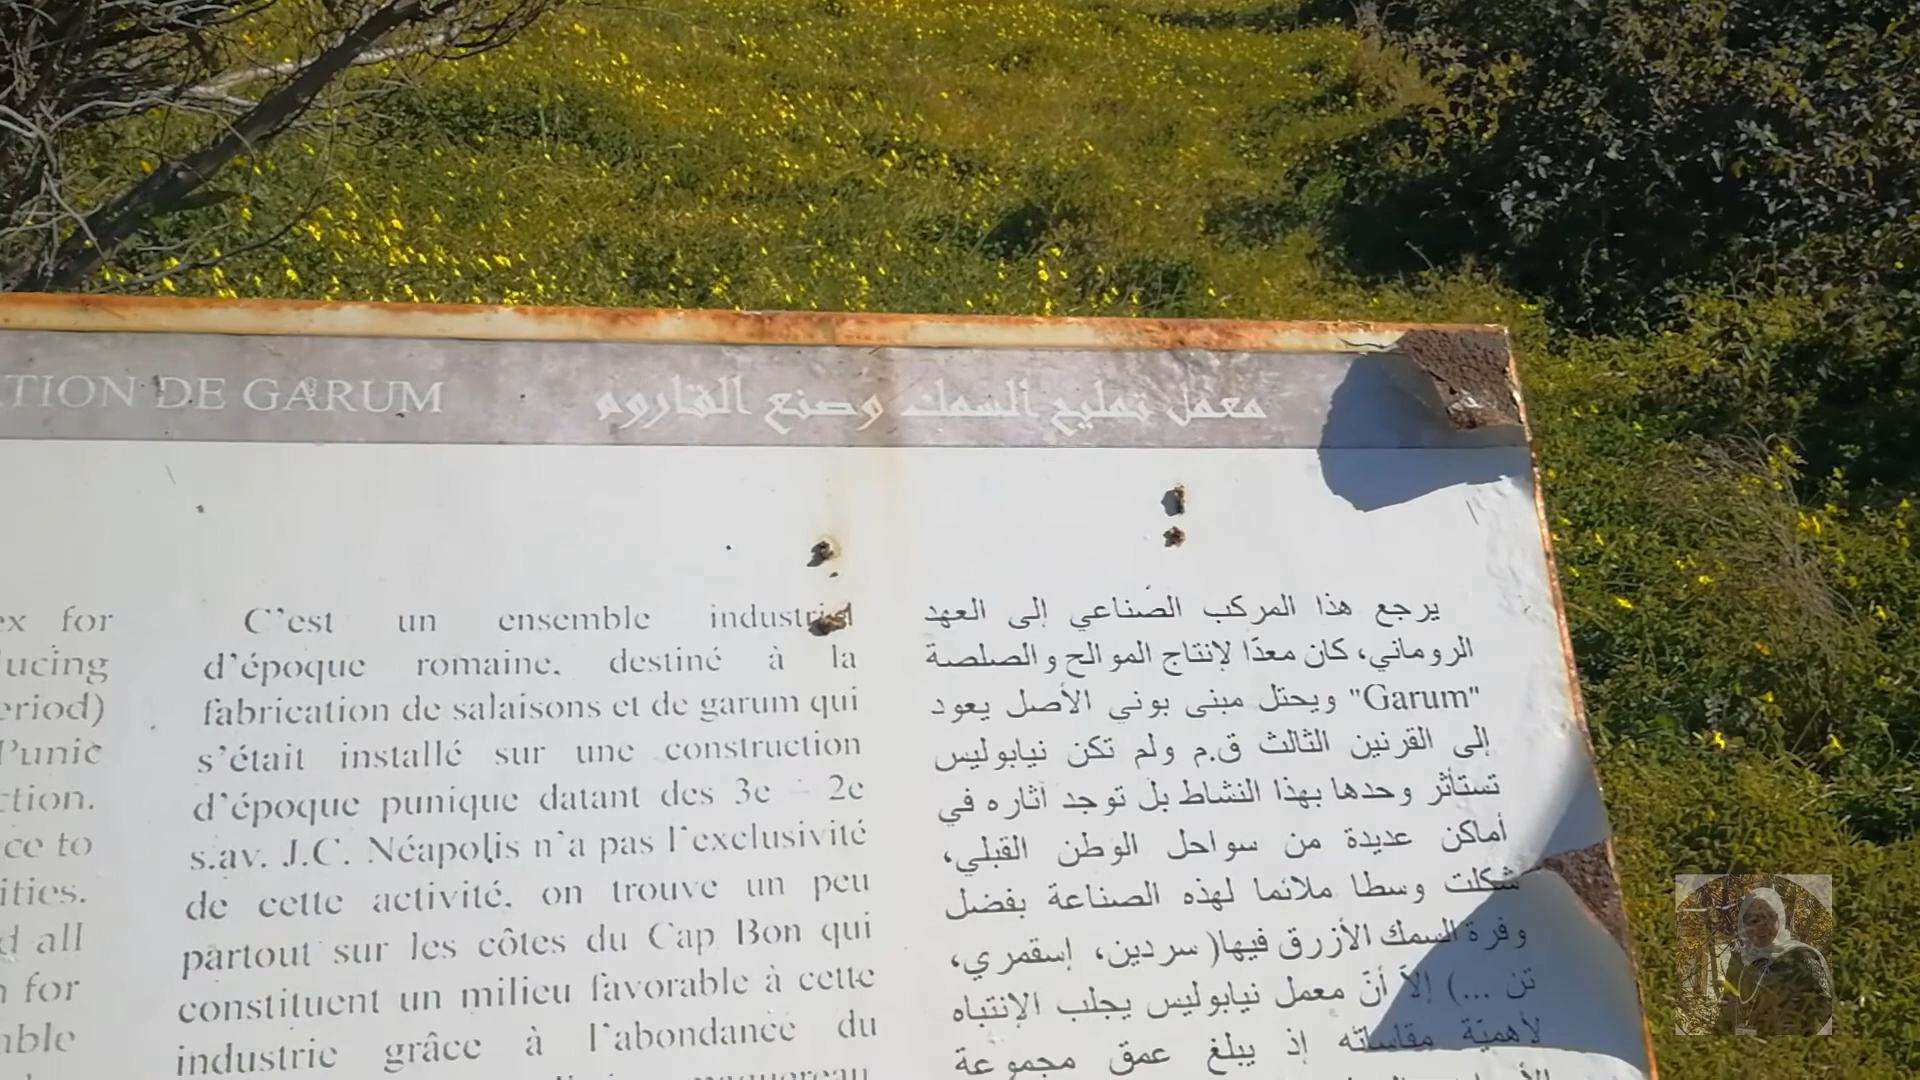 TION DE GARUM
معمل تمليح السمك وصنع القاروم
ex for
ducing
eriod)
Punic
ction.
ce to
ities.
d all
n for
able
C'est un ensemble industriel
d'époque romaine, destiné à la
fabrication de salaisons et de garum qui
s'était installé sur une construction
d'époque punique datant des 3e - 2e
s.av. J.C. Néapolis n'a pas l'exclusivité
de cette activité, on trouve un peu
partout sur les côtes du Cap Bon qui
constituent un milieu favorable à cette
industrie grâce à l'abondance du
maquereau
يرجع هذا المركب الصّناعي إلى العهد
الروماني، كان معدّا لإنتاج الموالح والصلصة
"Garum" ويحتل مبنى بوني الأصل يعود
إلى القرنين الثالث ق.م ولم تكن نيابوليس
تستأثر وحدها بهذا النشاط بل توجد آثاره في
أماكن عديدة من سواحل الوطن القبلي،
شكلت وسطا ملائما لهذه الصناعة بفضل
وفرة السمك الأزرق فيها( سردين، إسقمري،
تن ...) إلاّ أنّ معمل نيابوليس يجلب الإنتباه
لأهميّة مقاساته إذ يبلغ عمق مجموعة